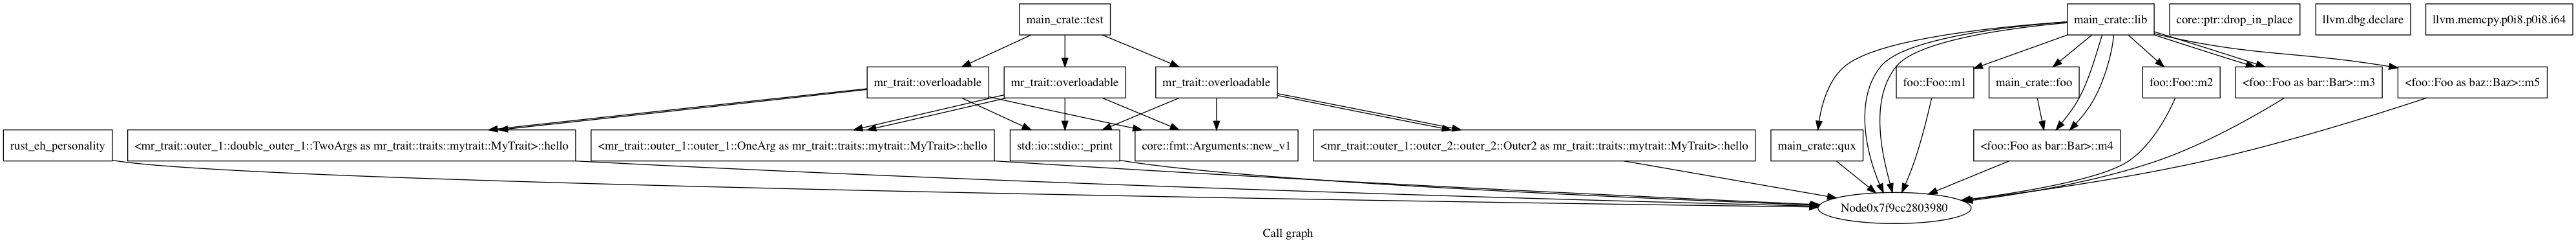 main_crate::test
main_crate::lib
core::ptr::drop_in_place
llvm.dbg.declare
llvm.memcpy.p0i8.p0i8.i64
mr_trait::overloadable
mr_trait::overloadable
mr_trait::overloadable
foo::Foo::m1
main_crate::foo
foo::Foo::m2
<foo::Foo as bar::Bar>::m3
<foo::Foo as baz::Baz>::m5
rust_eh_personality
<mr_trait::outer_1::double_outer_1::TwoArgs as mr_trait::traits::mytrait::MyTrait>::hello
<mr_trait::outer_1::outer_1::OneArg as mr_trait::traits::mytrait::MyTrait>::hello
std::io::stdio::_print
core::fmt::Arguments::new_v1
<mr_trait::outer_1::outer_2::outer_2::Outer2 as mr_trait::traits::mytrait::MyTrait>::hello
main_crate::qux
<foo::Foo as bar::Bar>::m4
Node0x7f9cc2803980
Call graph